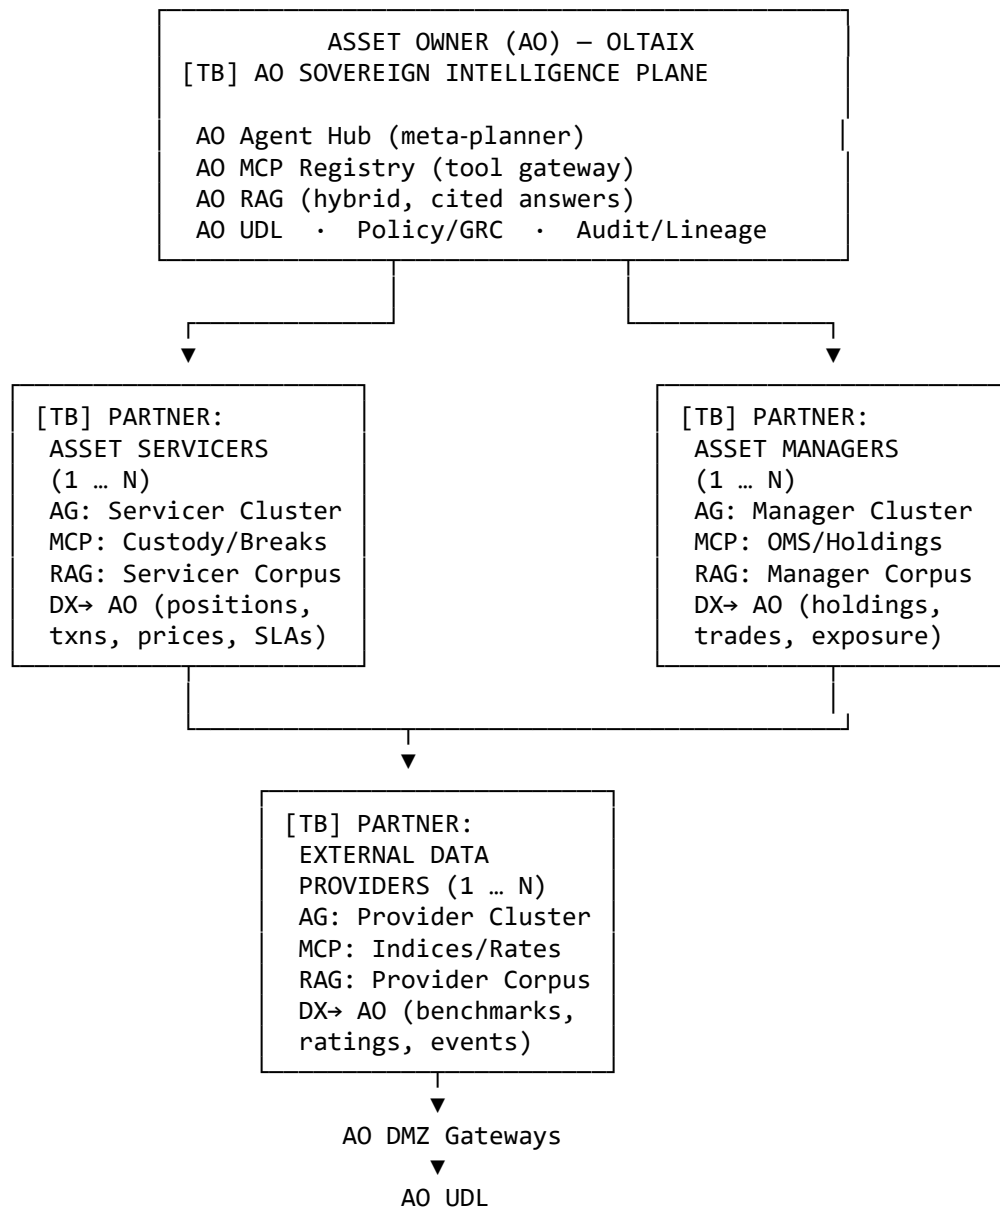 ASSET OWNER (AO) — OLTAIX
[TB] AO SOVEREIGN INTELLIGENCE PLANE
AO Agent Hub (meta-planner)
AO MCP Registry (tool gateway)
AO RAG (hybrid, cited answers)
AO UDL · Policy/GRC · Audit/Lineage
[TB] PARTNER:
ASSET SERVICERS
(1 … N)
AG: Servicer Cluster
MCP: Custody/Breaks
RAG: Servicer Corpus
DX→ AO (positions,
txns, prices, SLAs)
[TB] PARTNER:
ASSET MANAGERS
(1 … N)
AG: Manager Cluster
MCP: OMS/Holdings
RAG: Manager Corpus
DX→ AO (holdings,
trades, exposure)
[TB] PARTNER:
EXTERNAL DATA
PROVIDERS (1 … N)
AG: Provider Cluster
MCP: Indices/Rates
RAG: Provider Corpus
DX→ AO (benchmarks,
ratings, events)
AO DMZ Gateways
AO UDL